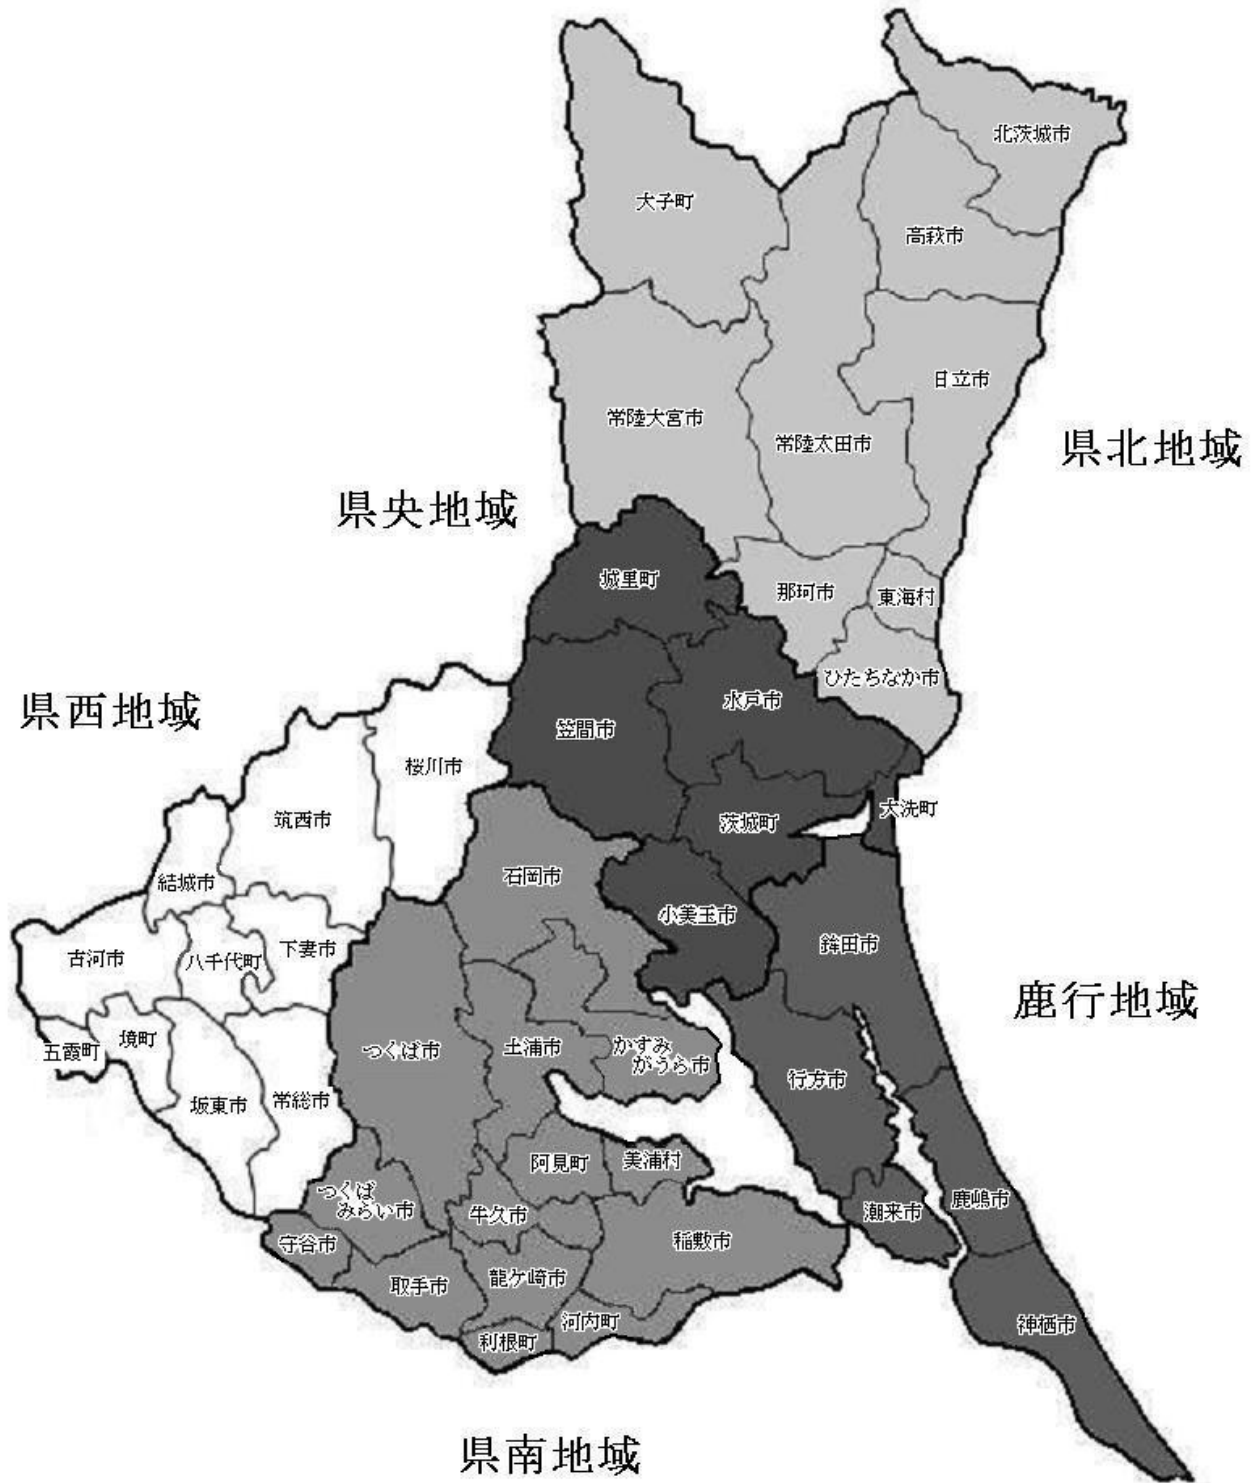 北茨城市
大子町
高萩市
日立市
常陸大宮市
常陸太田市
県北地域
県央地域
城里町
那珂市
東海村
ひたちなか市
県西地域
水戸市
笠間市
桜川市
大洗町
筑西市
茨城町
石岡市
結城市
小美玉市
鉾田市
下妻市
古河市
八千代町
鹿行地域
境町
五霞町
つくば市
土浦市
かすみ
がうら市
行方市
坂東市
常総市
阿見町
美浦村
つくば
みらい市
牛久市
潮来市
鹿嶋市
守谷市
稲敷市
取手市
龍ケ崎市
河内町
神栖市
利根町
県南地域